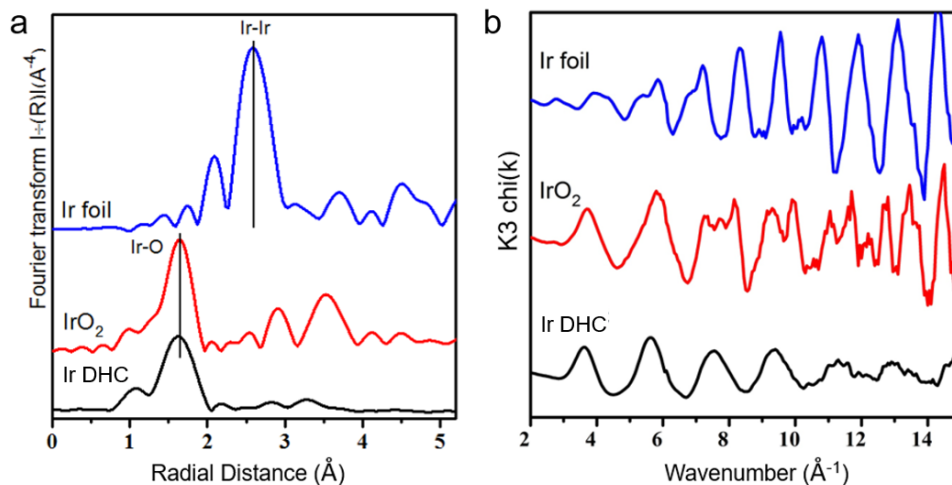 a
Ir-Ir
Ir foil
Ir-O
IrO₂
Ir DHC
Fourier transform I÷(R)I(A⁻⁴)
0 1 2 3 4 5
Radial Distance (Å)
b
Ir foil
IrO₂
Ir DHC
K3 chi(k)
2 4 6 8 10 12 14
Wavenumber (Å⁻¹)